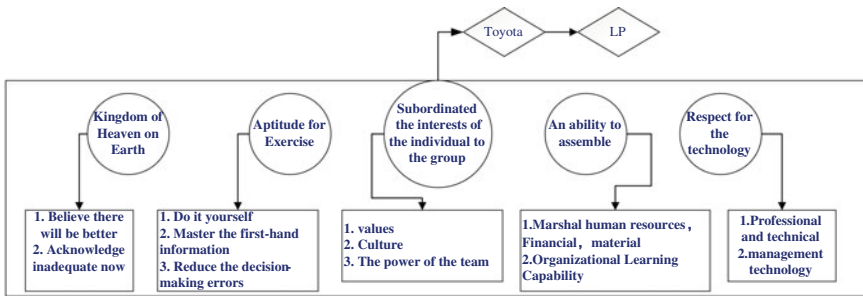 Toyota
LP
Kingdom of
Heaven on
Earth
Aptitude for
Exercise
Subordinated
the interests of
the individual to
the group
An ability to
assemble
Respect for
the
technology
1. Believe there
will be better
2. Acknowledge
inadequate now
1. Do it yourself
2. Master the first-hand
information
3. Reduce the decision-
making errors
1. values
2. Culture
3. The power of the team
1.Marshal human resources，
Financial，material
2.Organizational Learning
Capability
1.Professional
and technical
2.management
technology